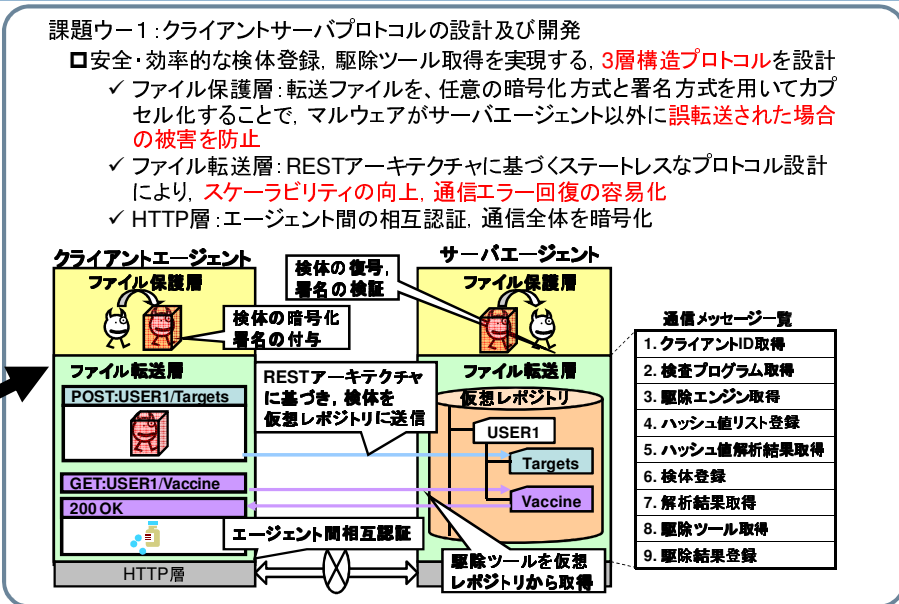 課題ウー1:クライアントサーバプロトコルの設計及び開発
安全・効率的な検体登録, 駆除ツール取得を実現する, 3層構造プロトコルを設計
✓ ファイル保護層:転送ファイルを、任意の暗号化方式と署名方式を用いてカプ
セル化することで, マルウェアがサーバエージェント以外に誤転送された場合
の被害を防止
✓ ファイル転送層:RESTアーキテクチャに基づくステートレスなプロトコル設計
により, スケーラビリティの向上, 通信エラー回復の容易化
✓ HTTP層:エージェント間の相互認証, 通信全体を暗号化
クライアントエージェント
ファイル保護層
検体の暗号化
署名の付与
ファイル転送層
POST:USER1/Targets
GET:USER1/Vaccine
200 OK
HTTP層
検体の復号,
署名の検証
RESTアーキテクチャ
に基づき, 検体を
仮想レポジトリに送信
エージェント間相互認証
サーバエージェント
ファイル保護層
ファイル転送層
仮想レポジトリ
USER1
Targets
Vaccine
駆除ツールを仮想
レポジトリから取得
通信メッセージ一覧
1. クライアントID取得
2. 検査プログラム取得
3. 駆除エンジン取得
4. ハッシュ値リスト登録
5. ハッシュ値解析結果取得
6. 検体登録
7. 解析結果取得
8. 駆除ツール取得
9. 駆除結果登録